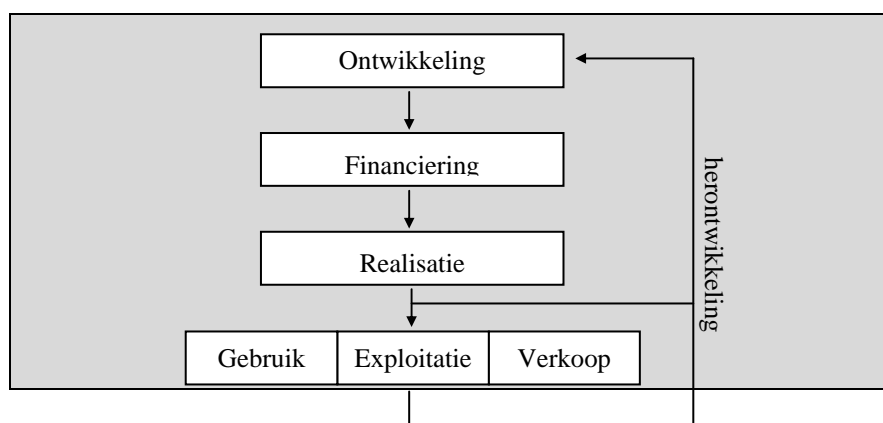 Ontwikkeling
Financiering
Realisatie
herontwikkeling
Gebruik
Exploitatie
Verkoop